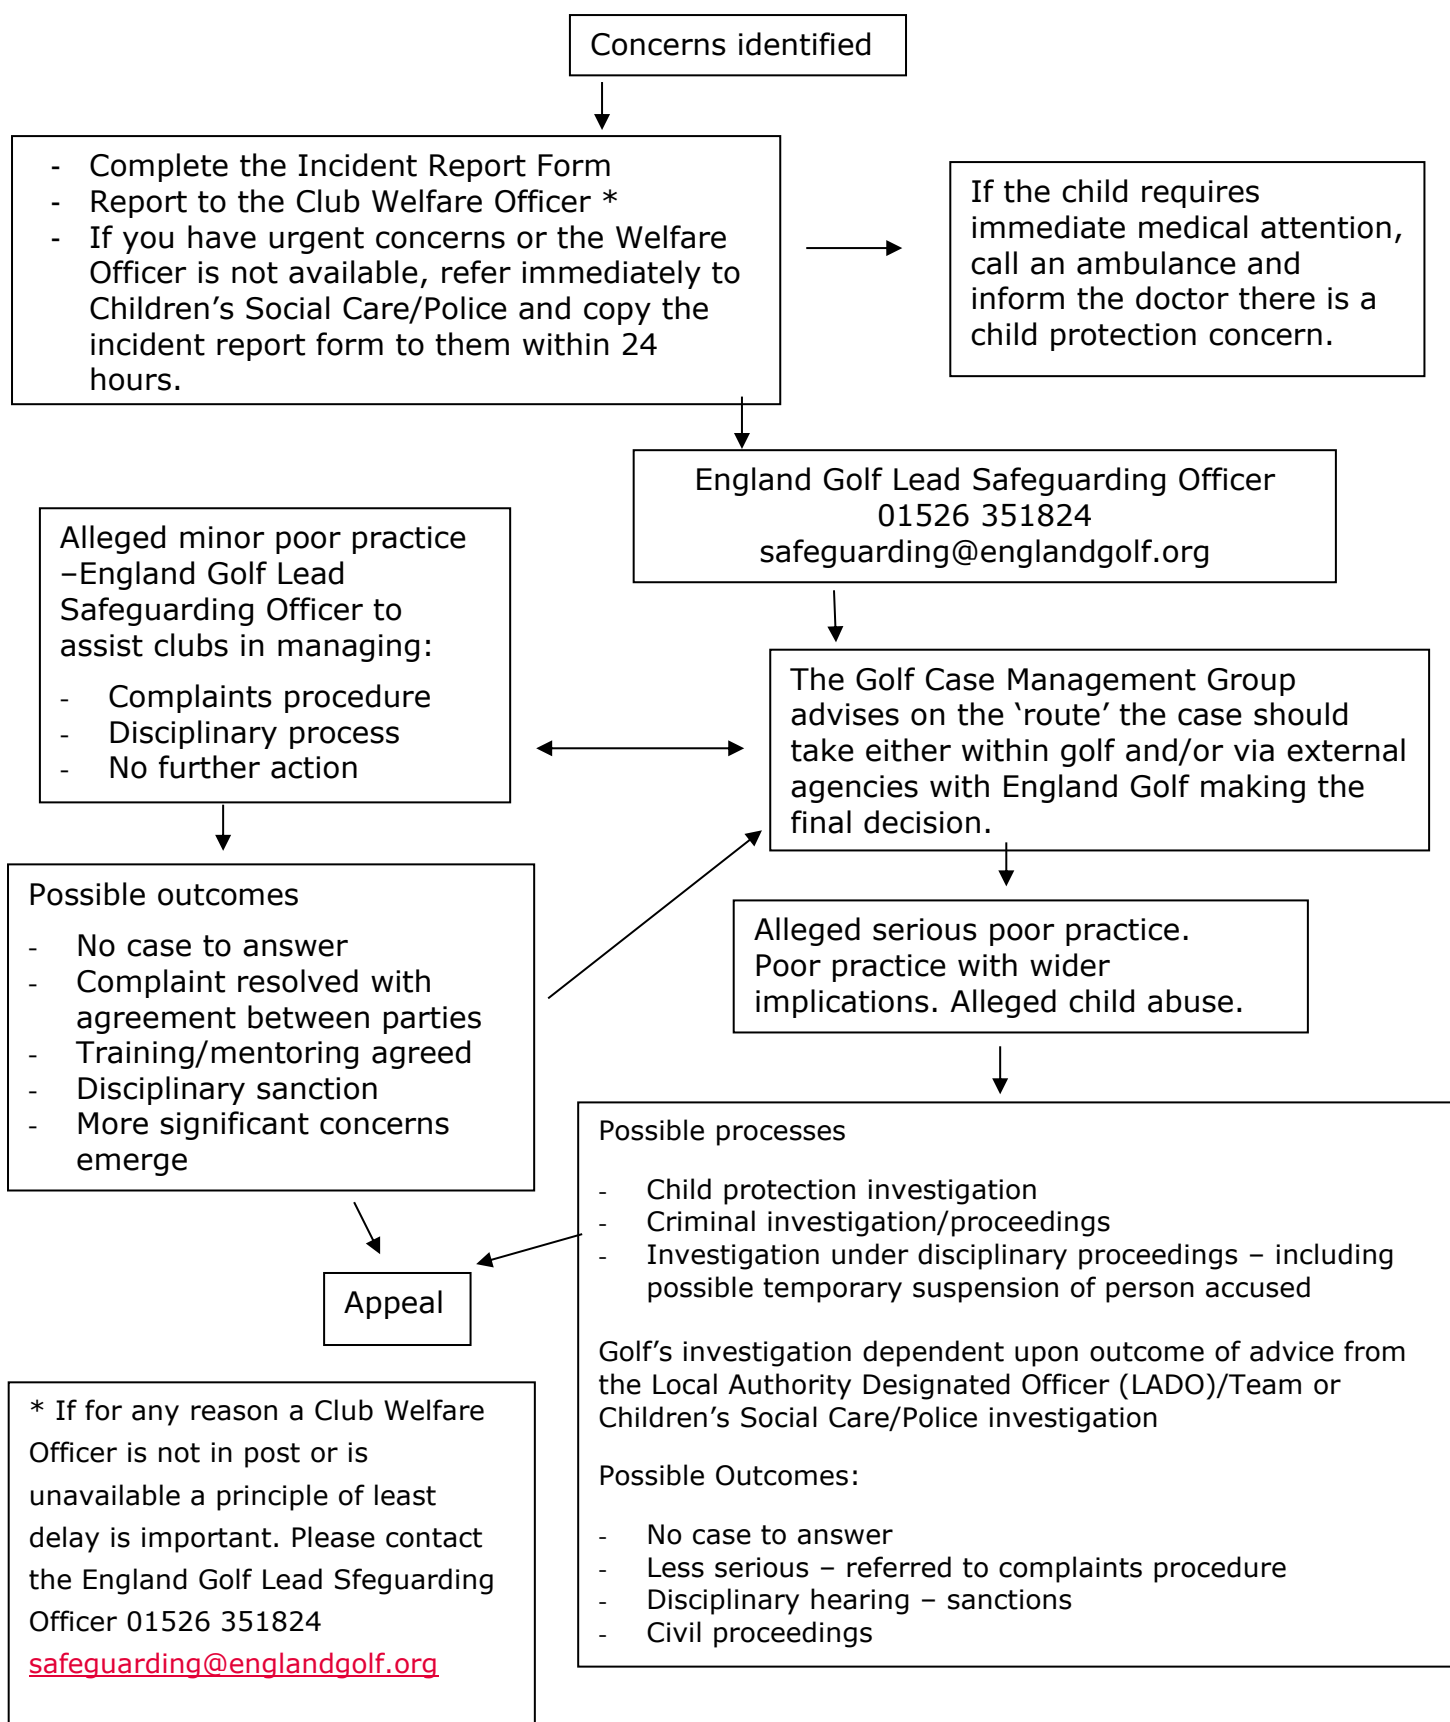 Concerns identified
- Complete the Incident Report Form
- Report to the Club Welfare Officer *
- If you have urgent concerns or the Welfare
Officer is not available, refer immediately to
Children’s Social Care/Police and copy the
incident report form to them within 24
hours.
If the child requires
immediate medical attention,
call an ambulance and
inform the doctor there is a
child protection concern.
England Golf Lead Safeguarding Officer
01526 351824
safeguarding@englandgolf.org
Alleged minor poor practice
–England Golf Lead
Safeguarding Officer to
assist clubs in managing:
- Complaints procedure
- Disciplinary process
- No further action
The Golf Case Management Group
advises on the ‘route’ the case should
take either within golf and/or via external
agencies with England Golf making the
final decision.
Possible outcomes
- No case to answer
- Complaint resolved with
agreement between parties
- Training/mentoring agreed
- Disciplinary sanction
- More significant concerns
emerge
Alleged serious poor practice.
Poor practice with wider
implications. Alleged child abuse.
Possible processes
- Child protection investigation
- Criminal investigation/proceedings
- Investigation under disciplinary proceedings – including
possible temporary suspension of person accused
Golf’s investigation dependent upon outcome of advice from
the Local Authority Designated Officer (LADO)/Team or
Children’s Social Care/Police investigation
Possible Outcomes:
- No case to answer
- Less serious – referred to complaints procedure
- Disciplinary hearing – sanctions
- Civil proceedings
Appeal
* If for any reason a Club Welfare
Officer is not in post or is
unavailable a principle of least
delay is important. Please contact
the England Golf Lead Sfeguarding
Officer 01526 351824
safeguarding@englandgolf.org